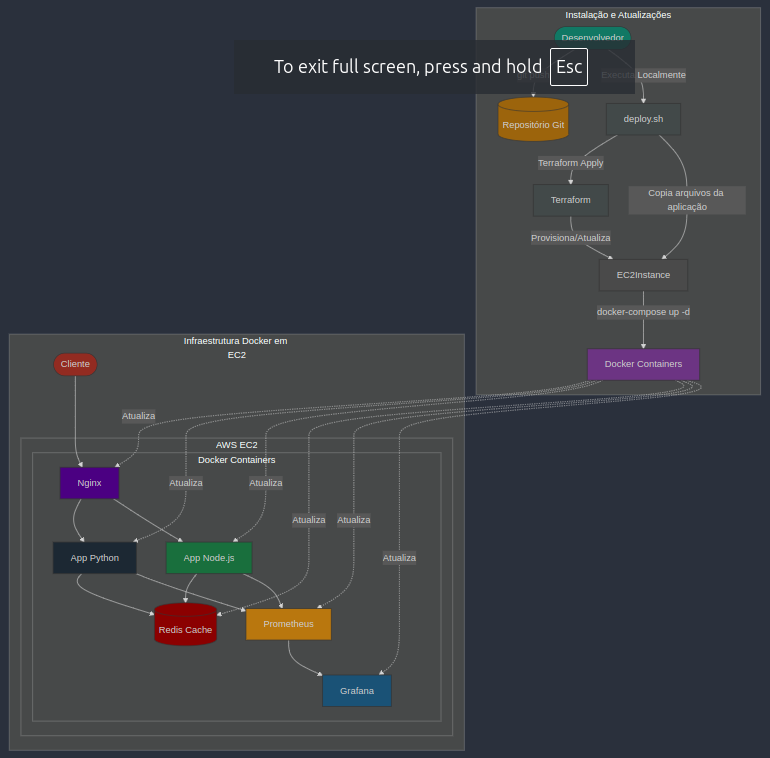 Instalação e Atualizações
Desenvolvedor
To exit full screen, press and hold Esc
Executa Localmente
Repositório Git
deploy.sh
Terraform Apply
Terraform
Copia arquivos da
aplicação
Provisiona/Atualiza
EC2Instance
docker-compose up -d
Docker Containers
Infraestrutura Docker em
EC2
Cliente
Atualiza
AWS EC2
Docker Containers
Nginx
Atualiza
Atualiza
Atualiza
Atualiza
App Python
App Node.js
Atualiza
Redis Cache
Prometheus
Grafana